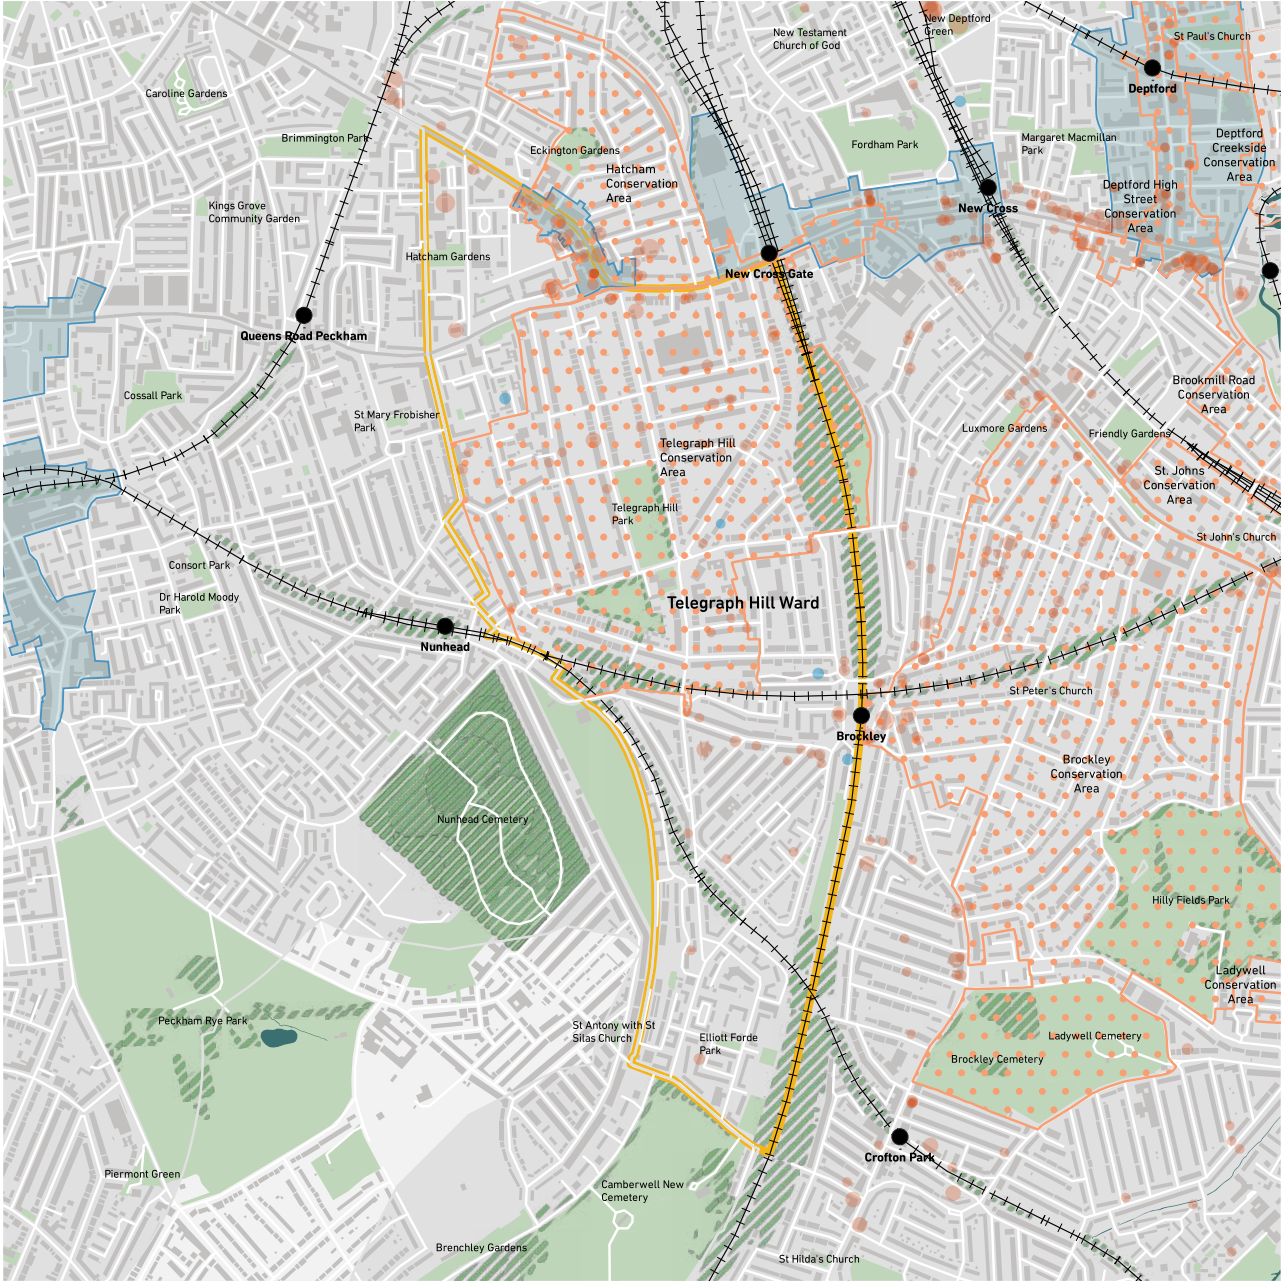 New Deptford
Green
New Testament
Church of God
St Paul's Church
Deptford
Caroline Gardens
Brimmington Park
Eckington Gardens
Fordham Park
Margaret Macmillan
Park
Deptford
Creekside
Conservation
Area
Hatcham
Conservation
Area
Deptford High
Street
Conservation
Area
Kings Grove
Community Garden
New Cross
Hatcham Gardens
New Cross Gate
Queens Road Peckham
Cossall Park
St Mary Frobisher
Park
Brookmill Road
Conservation
Area
Luxmore Gardens
Friendly Gardens
Telegraph Hill
Conservation
Area
St. Johns
Conservation
Area
Telegraph Hill
Park
St John's Church
Consort Park
Dr Harold Moody
Park
Telegraph Hill Ward
Nunhead
St Peter's Church
Brockley
Brockley
Conservation
Area
Nunhead Cemetery
Hilly Fields Park
Ladywell
Conservation
Area
Peckham Rye Park
St Antony with St
Silas Church
Elliott Forde
Park
Ladywell Cemetery
Brockley Cemetery
Crofton Park
Piermont Green
Camberwell New
Cemetery
Brenchley Gardens
St Hilda's Church